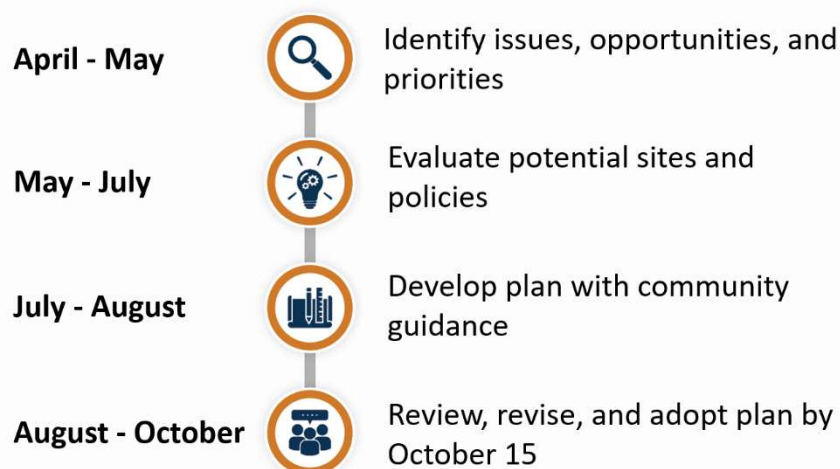 April - May
Identify issues, opportunities, and
priorities
May - July
Evaluate potential sites and
policies
July - August
Develop plan with community
guidance
August - October
Review, revise, and adopt plan by
October 15